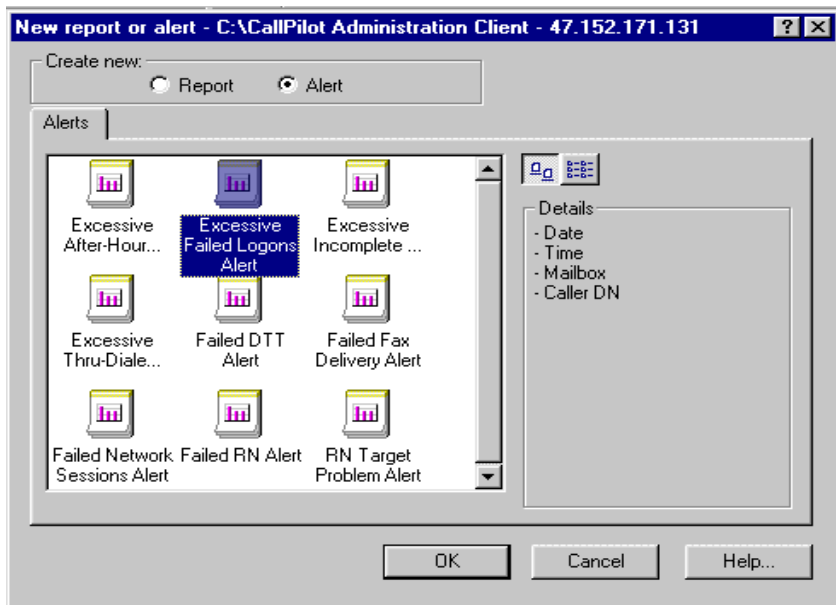 New report or alert - C:\CallPilot Administration Client - 47.152.171.131
Create new:
Report
Alert
Alerts
Excessive
After-Hour...
Excessive
Failed Logons
Alert
Excessive
Incomplete ...
Excessive
Thru-Diale...
Failed DTT
Alert
Failed Fax
Delivery Alert
Failed Network
Sessions Alert
Failed RN Alert
RN Target
Problem Alert
Details
- Date
- Time
- Mailbox
- Caller DN
OK
Cancel
Help...